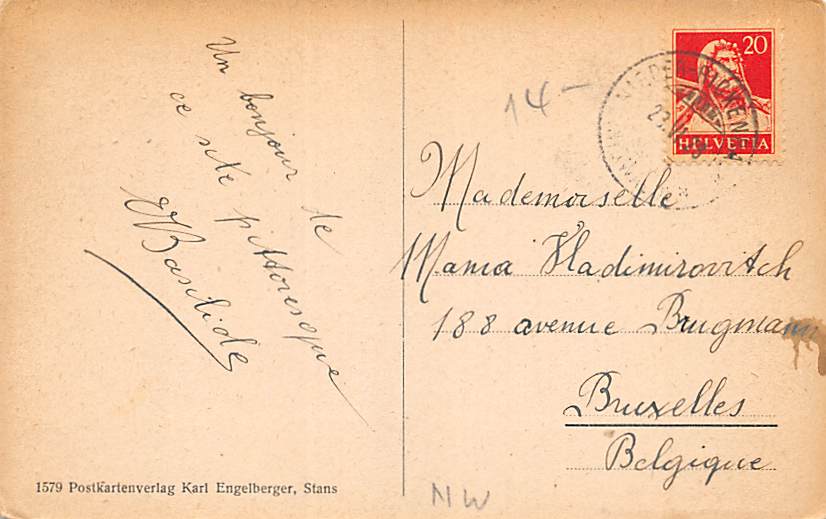 Un bonjour de
ce site pittoresque
Basilide
1579 Postkartenverlag Karl Engelberger, Stans
14-
20
HELVETIA
Mademoiselle
Mania Vladimirovitch
188 avenue Brugmann
Bruxelles
Belgique
NW